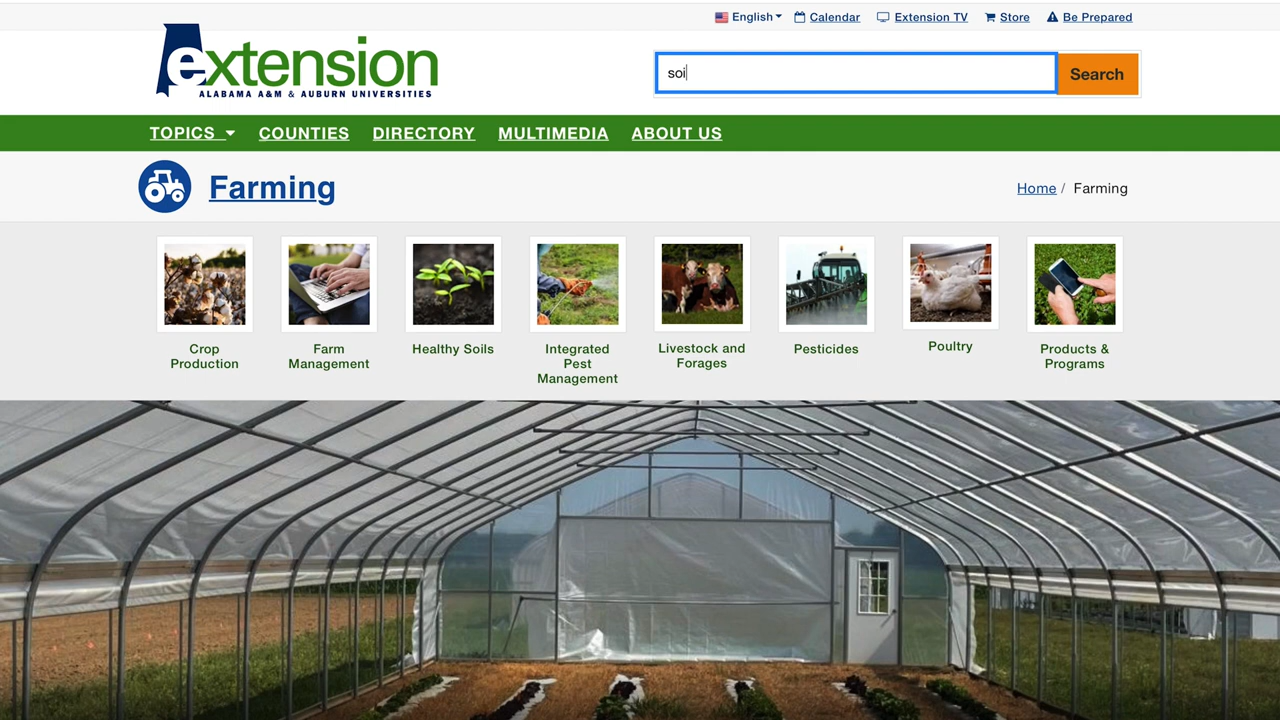 English
Calendar
Extension TV
Store
Be Prepared
extension
ALABAMA A&M & AUBURN UNIVERSITIES
soi
Search
TOPICS
COUNTIES
DIRECTORY
MULTIMEDIA
ABOUT US
Farming
Home / Farming
Crop
Production
Farm
Management
Healthy Soils
Integrated
Pest
Management
Livestock and
Forages
Pesticides
Poultry
Products &
Programs